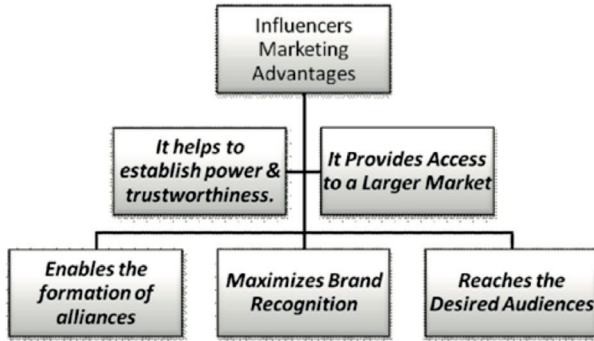 Influencers
Marketing
Advantages
It helps to
establish power &
trustworthiness.
It Provides Access
to a Larger Market
Enables the
formation of
alliances
Maximizes Brand
Recognition
Reaches the
Desired Audiences